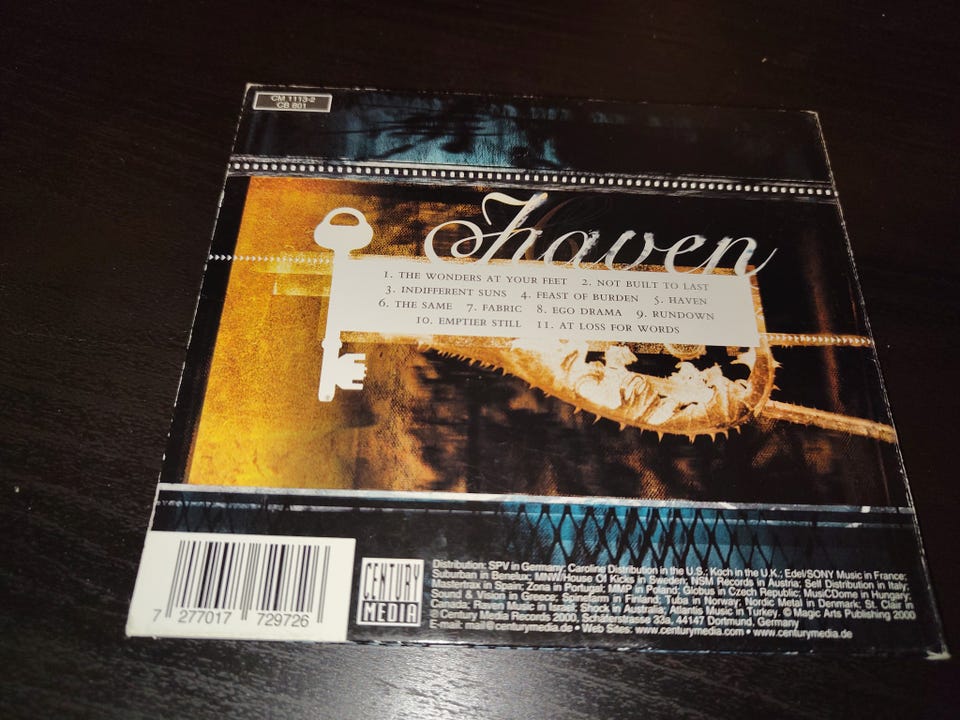 CM 1113-2
CB 801
Haven
1. THE WONDERS AT YOUR FEET 2. NOT BUILT TO LAST
3. INDIFFERENT SUNS 4. FEAST OF BURDEN 5. HAVEN
6. THE SAME 7. FABRIC 8. EGO DRAMA 9. RUNDOWN
10. EMPTIER STILL 11. AT LOSS FOR WORDS
7 277017 729726
CENTURY
MEDIA
Distribution: SPV in Germany; Caroline Distribution in the U.S.; Koch in the U.K.; Edel/SONY Music in France;
Suburban in Benelux; MNW/House Of Kicks in Sweden; NSM Records in Austria; Self Distribution in Italy;
Mastertrax in Spain; Zona in Portugal; MMP in Poland; Globus in Czech Republic; MusiCDome in Hungary;
Sound & Vision in Greece; Spinefarm in Finland, Tuba in Norway; Nordic Metal in Denmark; St. Clair in
Canada; Raven Music in Israel; Shock in Australia; Atlantis Music in Turkey. © Magic Arts Publishing 2000
℗ Century Media Records 2000, Schäferstrasse 33a, 44147 Dortmund, Germany
E-mail: mail@centurymedia.de • Web Sites: www.centurymedia.com • www.centurymedia.de